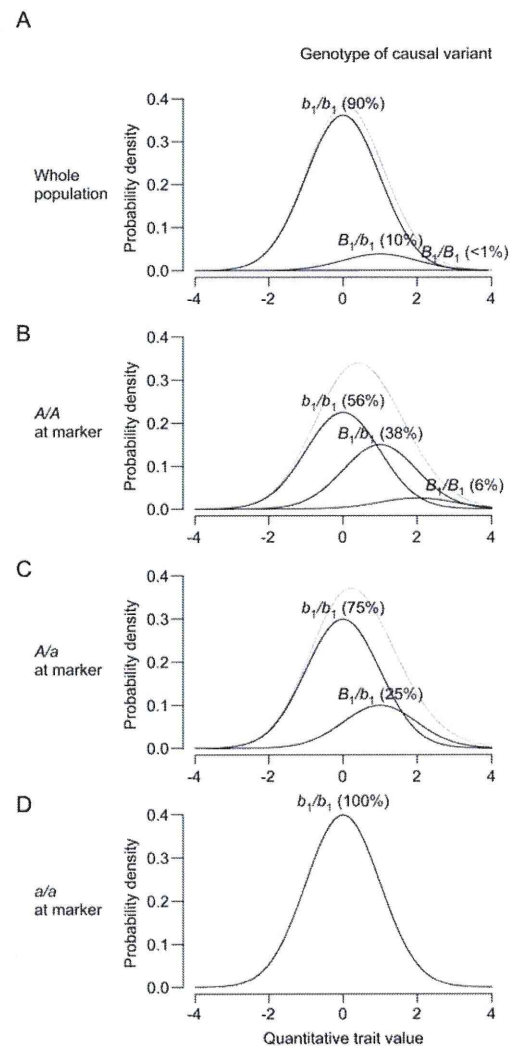 A
Genotype of causal variant
Whole
population
Probability density
0.4
0.3
0.2
0.1
0.0
b₁/b₁ (90%)
B₁/b₁ (10%)
B₁/B₁ (<1%)
-4 -2 0 2 4
B
A/A
at marker
Probability density
0.4
0.3
0.2
0.1
0.0
b₁/b₁ (56%)
B₁/b₁ (38%)
B₁/B₁ (6%)
-4 -2 0 2 4
C
A/a
at marker
Probability density
0.4
0.3
0.2
0.1
0.0
b₁/b₁ (75%)
B₁/b₁ (25%)
-4 -2 0 2 4
D
a/a
at marker
Probability density
0.4
0.3
0.2
0.1
0.0
b₁/b₁ (100%)
-4 -2 0 2 4
Quantitative trait value